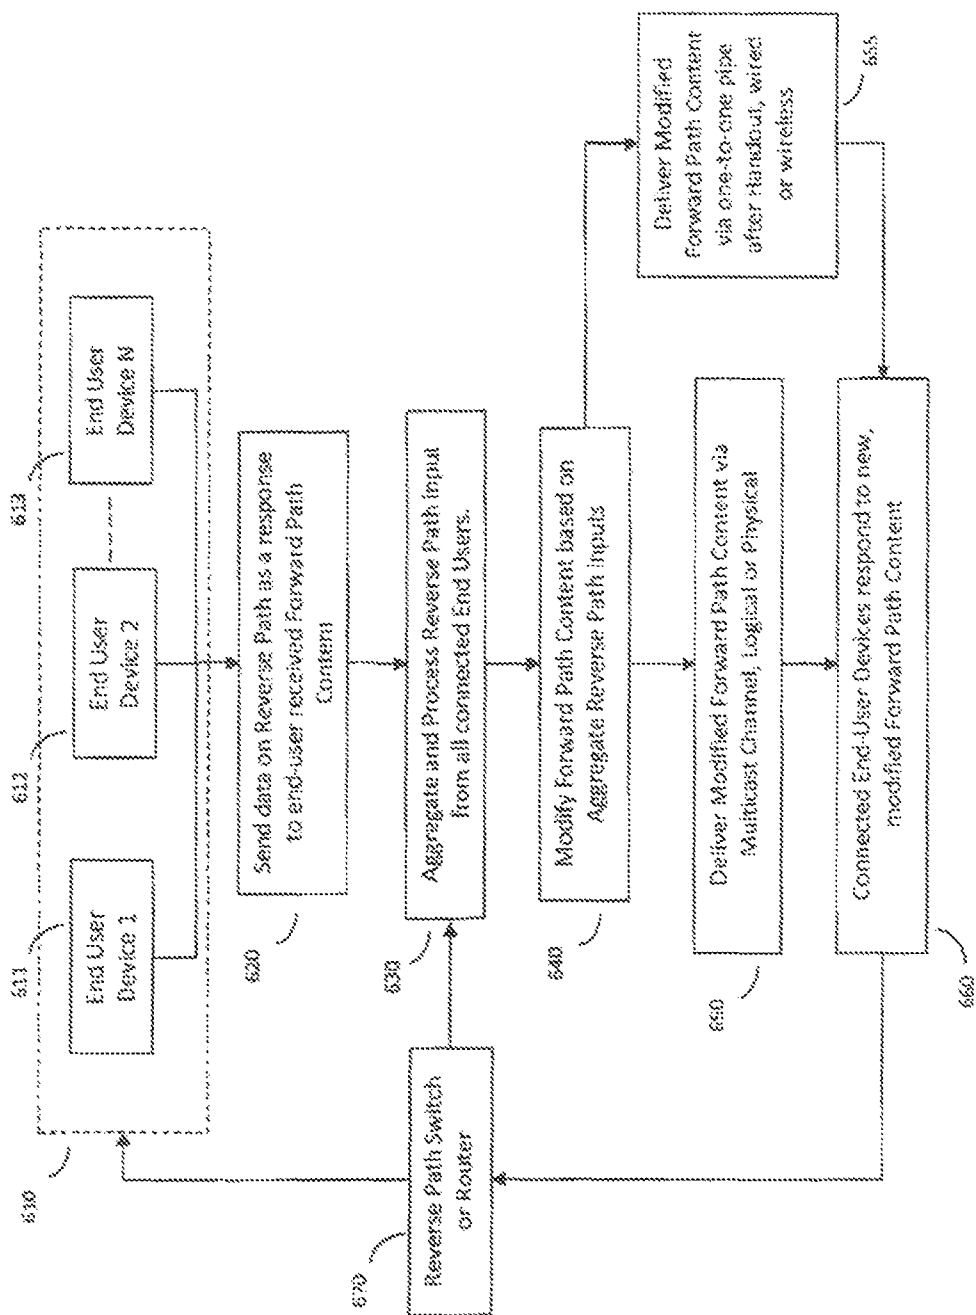 610
611
End User
Device 1
612
End User
Device 2
613
End User
Device N
620
Send data on Reverse Path as a response
to end-user received Forward Path
Content
630
Aggregate and Process Reverse Path Input
from all connected End Users.
640
Modify Forward Path Content based on
Aggregate Reverse Path Inputs
650
Deliver Modified Forward Path Content via
Multicast Channel, Logical or Physical
655
Deliver Modified
Forward Path Content
via one-to-one pipe
after Handout, wired
or wireless
660
Connected End-User Devices respond to new,
modified Forward Path Content
670
Reverse Path Switch
or Router